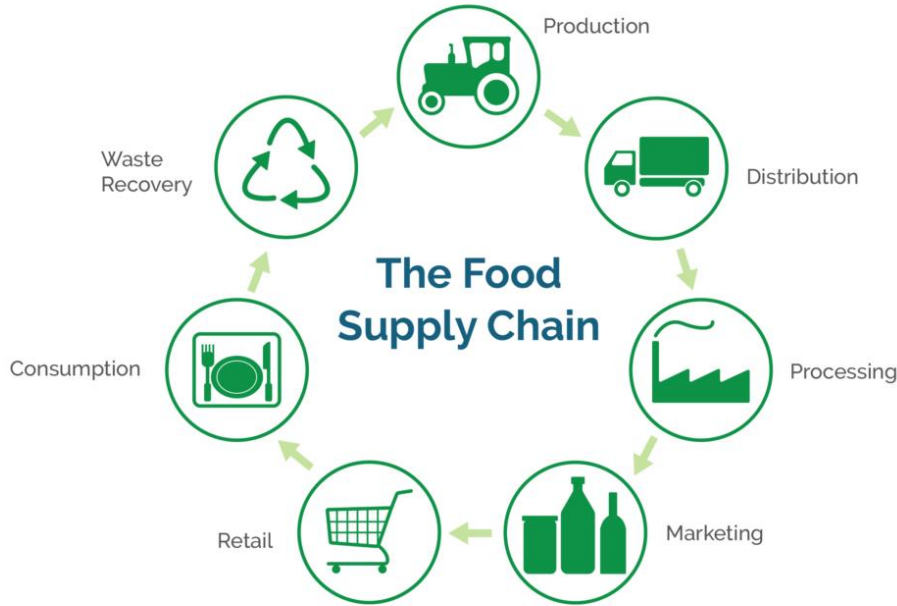 The Food
Supply Chain
Production
Distribution
Processing
Marketing
Retail
Consumption
Waste
Recovery